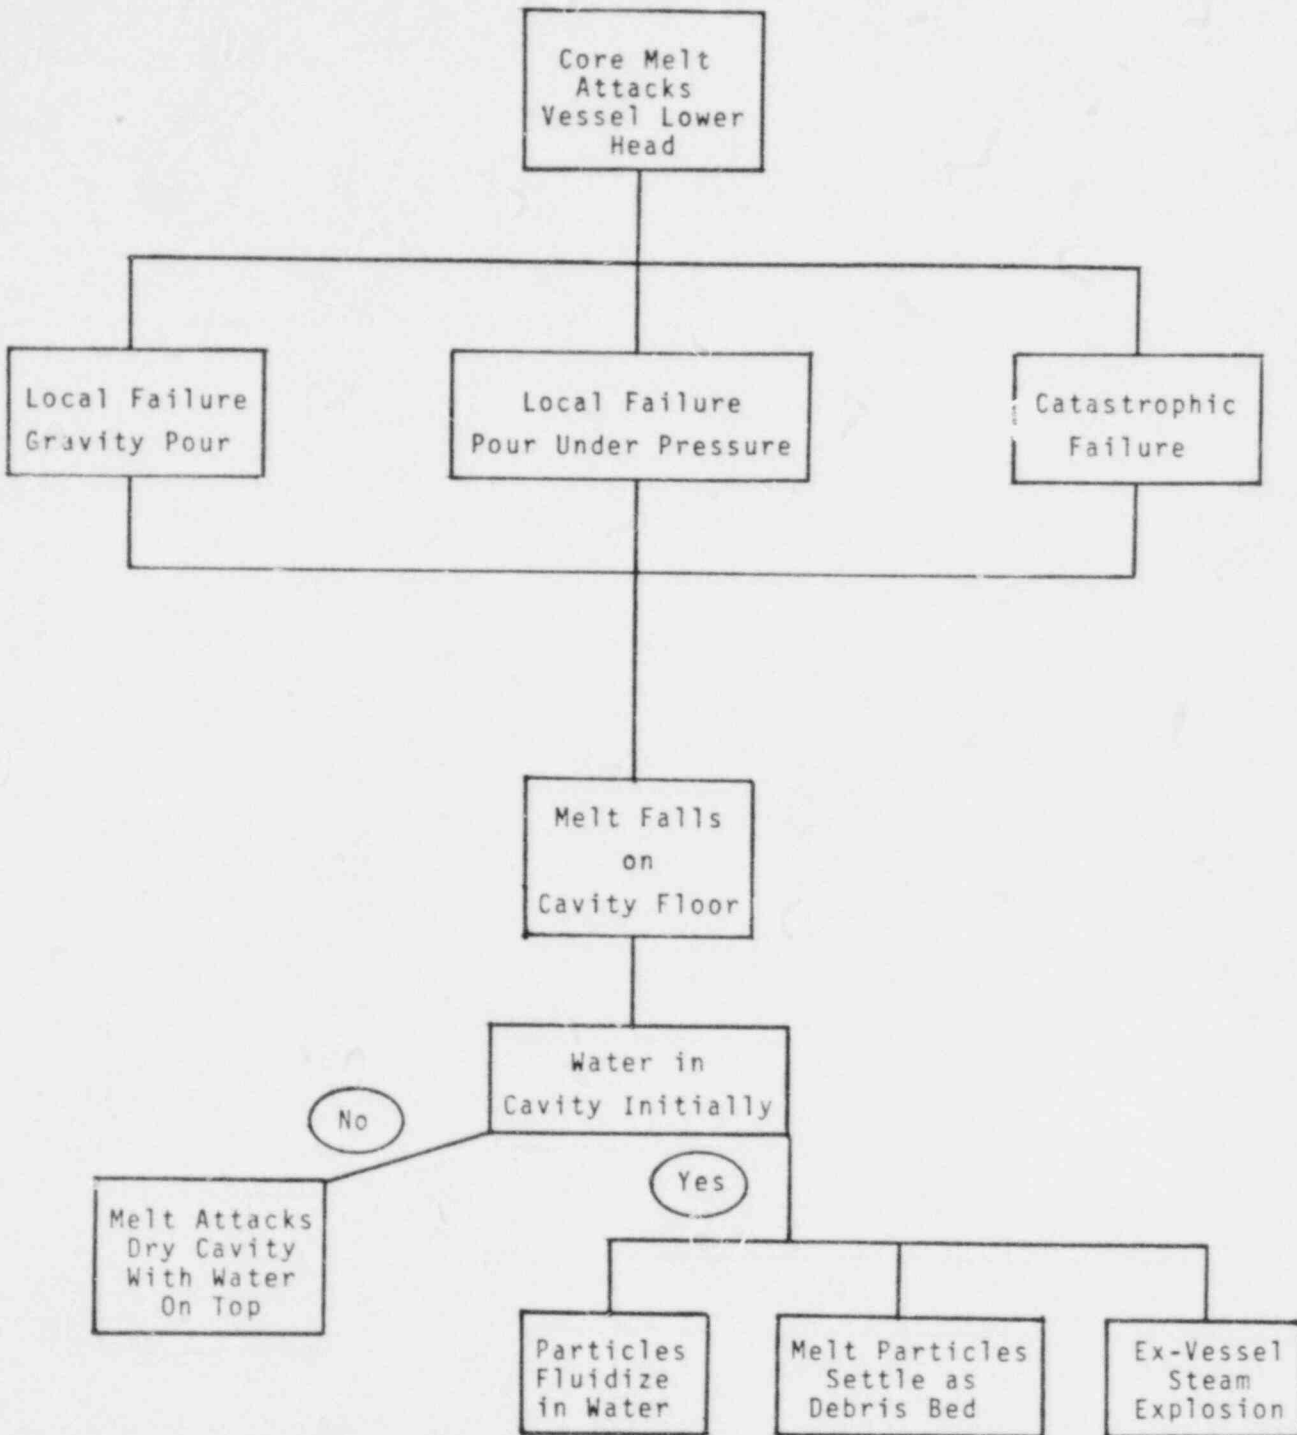 Core Melt
Attacks
Vessel Lower
Head
Local Failure
Gravity Pour
Local Failure
Pour Under Pressure
Catastrophic
Failure
Melt Falls
on
Cavity Floor
Water in
Cavity Initially
No
Yes
Melt Attacks
Dry Cavity
With Water
On Top
Particles
Fluidize
in Water
Melt Particles
Settle as
Debris Bed
Ex-Vessel
Steam
Explosion